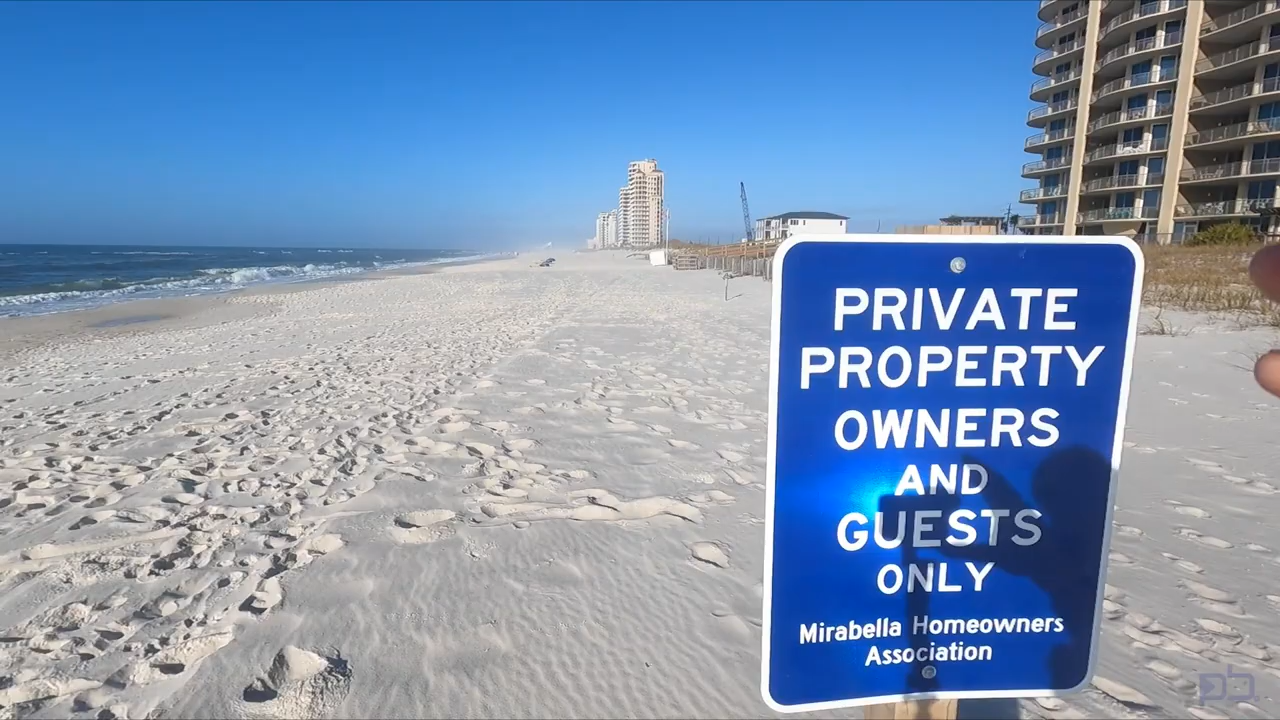 PRIVATE
PROPERTY
OWNERS
AND
GUESTS
ONLY
Mirabella Homeowners
Association